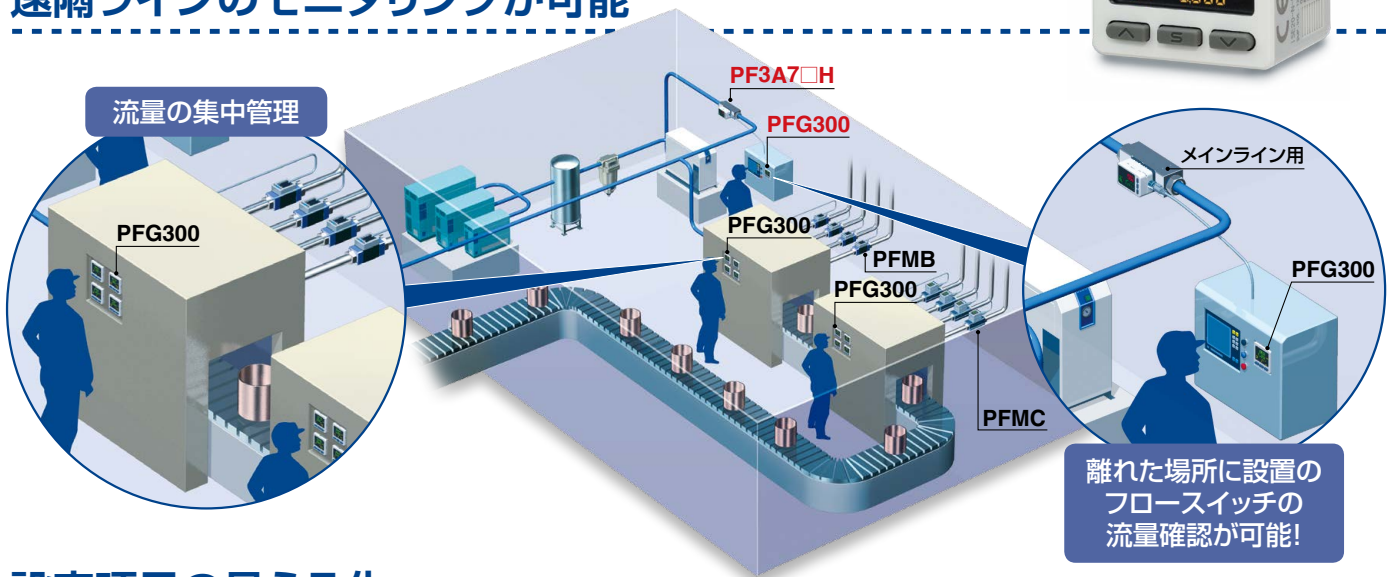 遠隔ラインのモニタリングが可能
流量の集中管理
PFG300
PF3A7□H
PFG300
PFG300
PFMB
PFG300
PFMC
メインライン用
PFG300
離れた場所に設置の
フロースイッチの
流量確認が可能!
S